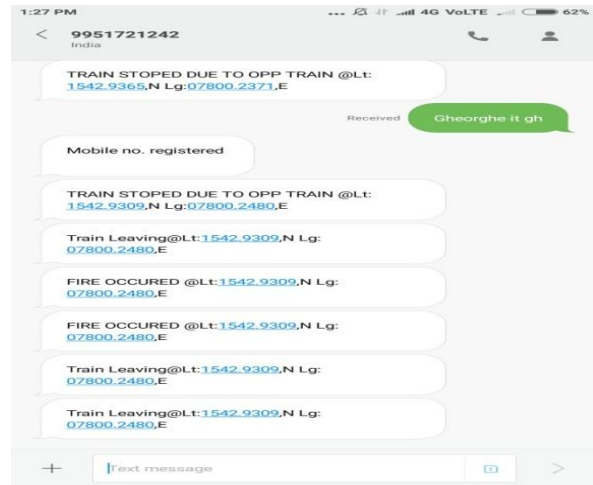 1:27 PM ... 4G VoLTE 62%
< 9951721242
India
TRAIN STOPED DUE TO OPP TRAIN @Lt:
1542.9365,N Lg:07800.2371,E
Received Gheorghe it gh
Mobile no. registered
TRAIN STOPED DUE TO OPP TRAIN @Lt:
1542.9309,N Lg:07800.2480,E
Train Leaving@Lt:1542.9309,N Lg:
07800.2480,E
FIRE OCCURED @Lt:1542.9309,N Lg:
07800.2480,E
FIRE OCCURED @Lt:1542.9309,N Lg:
07800.2480,E
Train Leaving@Lt:1542.9309,N Lg:
07800.2480,E
Train Leaving@Lt:1542.9309,N Lg:
07800.2480,E
+ Text message 1 >